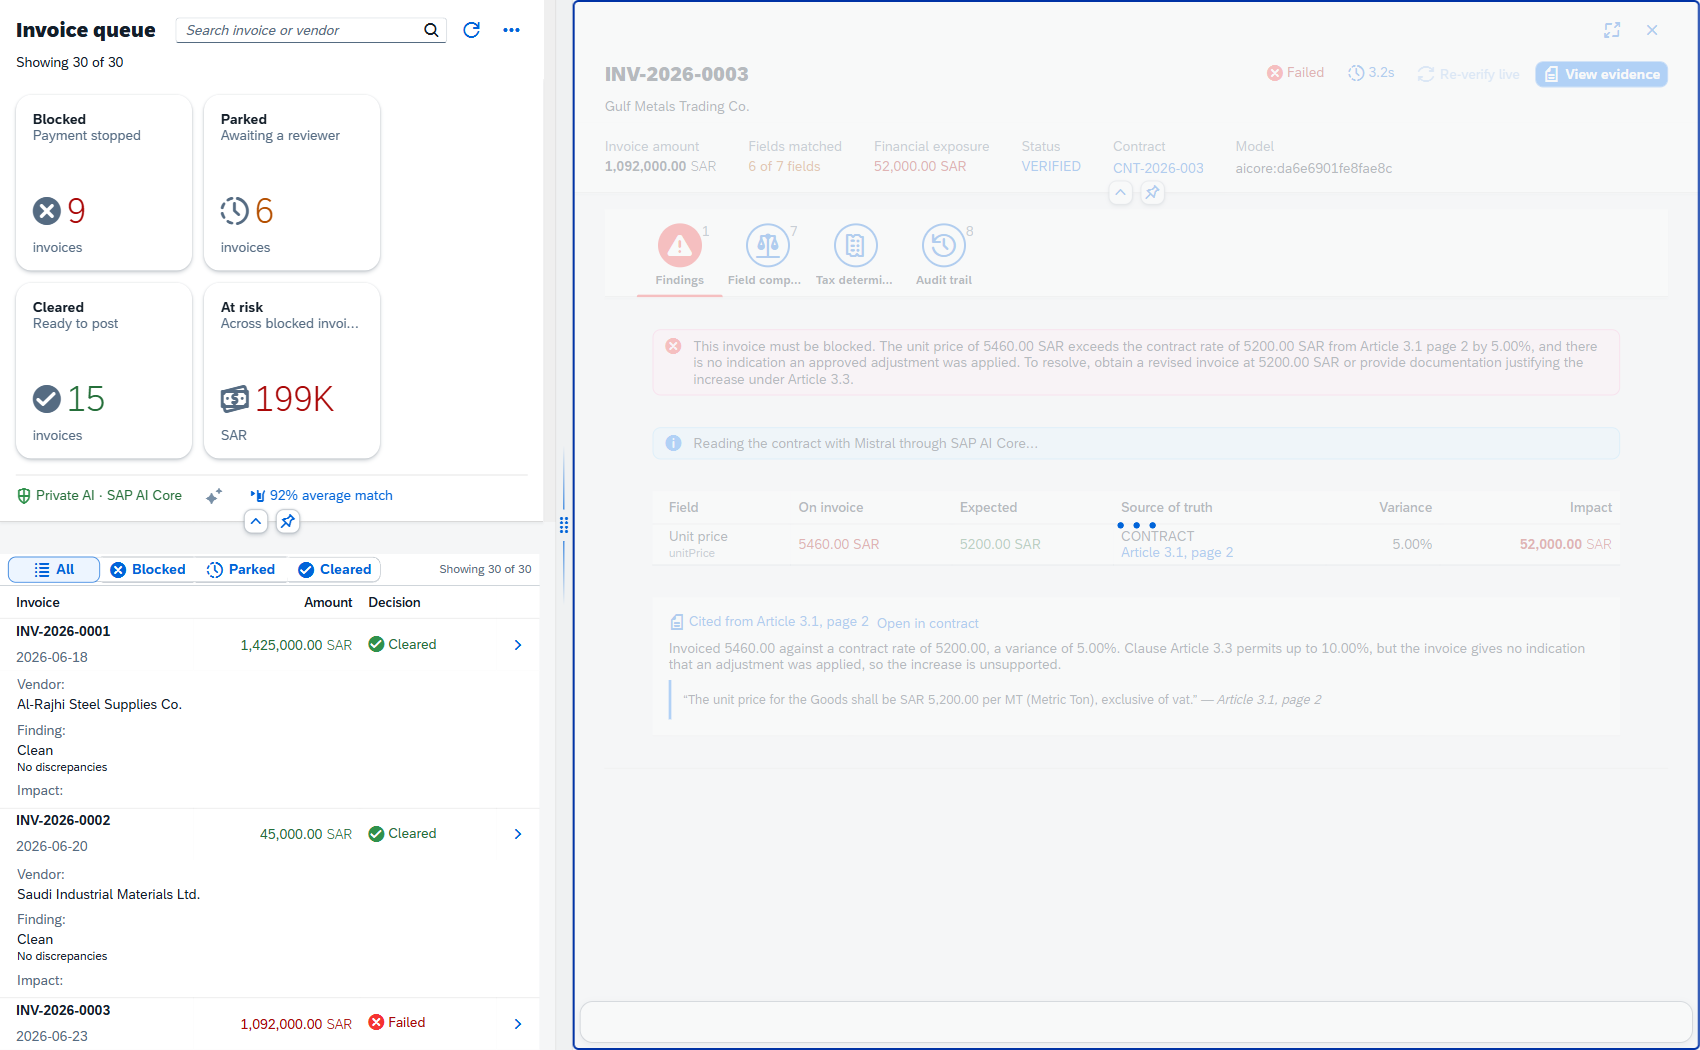 Invoice queue
Search invoice or vendor
Showing 30 of 30
Blocked
Payment stopped
9
invoices
Parked
Awaiting a reviewer
6
invoices
Cleared
Ready to post
15
invoices
At risk
Across blocked invoi...
199K
SAR
Private AI · SAP AI Core
92% average match
All
Blocked
Parked
Cleared
Showing 30 of 30
Invoice Amount Decision
INV-2026-0001
1,425,000.00 SAR Cleared
2026-06-18
Vendor:
Al-Rajhi Steel Supplies Co.
Finding:
Clean
No discrepancies
Impact:
INV-2026-0002
45,000.00 SAR Cleared
2026-06-20
Vendor:
Saudi Industrial Materials Ltd.
Finding:
Clean
No discrepancies
Impact:
INV-2026-0003
1,092,000.00 SAR Failed
2026-06-23
INV-2026-0003
Failed 3.2s Re-verify live View evidence
Gulf Metals Trading Co.
Invoice amount Fields matched Financial exposure Status Contract Model
1,092,000.00 SAR 6 of 7 fields 52,000.00 SAR VERIFIED CNT-2026-003 aicore:da6e6901fe8fae8c
1 7 8
Findings Field comp... Tax determi... Audit trail
This invoice must be blocked. The unit price of 5460.00 SAR exceeds the contract rate of 5200.00 SAR from Article 3.1 page 2 by 5.00%, and there
is no indication an approved adjustment was applied. To resolve, obtain a revised invoice at 5200.00 SAR or provide documentation justifying the
increase under Article 3.3.
Reading the contract with Mistral through SAP AI Core...
Field On invoice Expected Source of truth Variance Impact
Unit price
unitPrice
5460.00 SAR 5200.00 SAR
CONTRACT
Article 3.1, page 2
5.00% 52,000.00 SAR
Cited from Article 3.1, page 2 Open in contract
Invoiced 5460.00 against a contract rate of 5200.00, a variance of 5.00%. Clause Article 3.3 permits up to 10.00%, but the invoice gives no indication
that an adjustment was applied, so the increase is unsupported.
“The unit price for the Goods shall be SAR 5,200.00 per MT (Metric Ton), exclusive of vat.” — Article 3.1, page 2